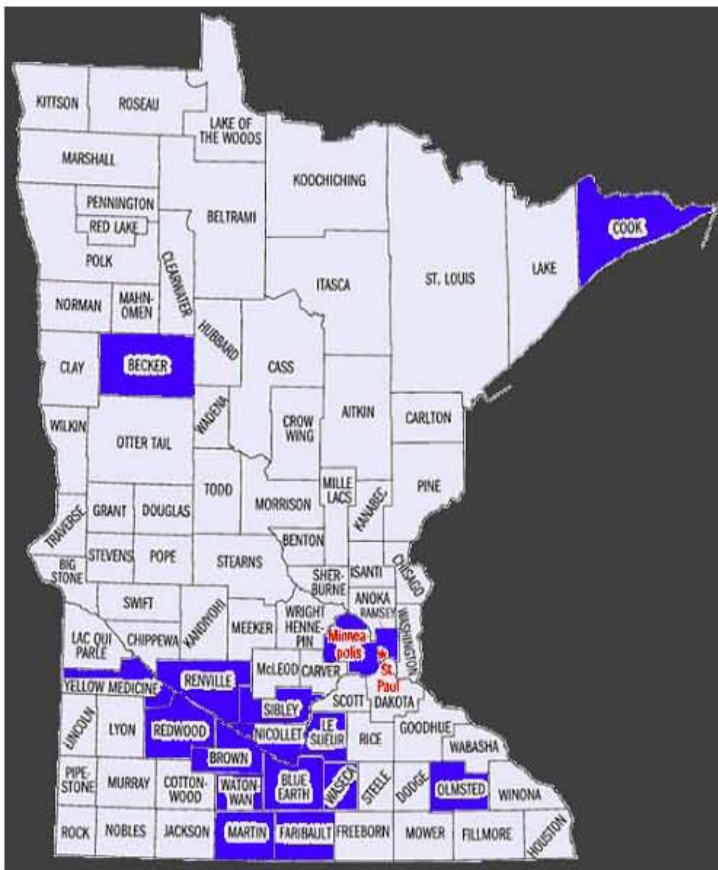 KITTSON
ROSEAU
LAKE OF
THE WOODS
MARSHALL
KOOCHICHING
PENNINGTON
BELTRAMI
RED LAKE
COOK
POLK
CLEARWATER
ITASCA
ST. LOUIS
LAKE
NORMAN
MAHN-
OMEN
HUBBARD
CLAY
BECKER
CASS
WADENA
AITKIN
CARLTON
WILKIN
CROW
WING
OTTER TAIL
TODD
MILLE
LACS
PINE
KANABEC
MORRISON
TRAVERSE
GRANT
DOUGLAS
BENTON
STEVENS
POPE
STEARNS
BIG
STONE
SHER-
BURNE
ISANTI
CHISAGO
SWIFT
KANDIYOHI
ANOKA
RAMSEY
WASHINGTON
WRIGHT
HENNE-
PIN
MEEKER
Minnea
polis
LAC QUI
PARLE
CHIPPEWA
McLEOD
CARVER
St.
Paul
YELLOW MEDICINE
RENVILLE
SCOTT
DAKOTA
SIBLEY
LINCOLN
LYON
REDWOOD
NICOLLET
LE
SUEUR
RICE
GOODHUE
WABASHA
BROWN
PIPE-
STONE
MURRAY
COTTON-
WOOD
WATON-
WAN
BLUE
EARTH
WASECA
STEELE
DODGE
OLMSTED
WINONA
ROCK
NOBLES
JACKSON
MARTIN
FARIBAULT
FREEBORN
MOWER
FILLMORE
HOUSTON